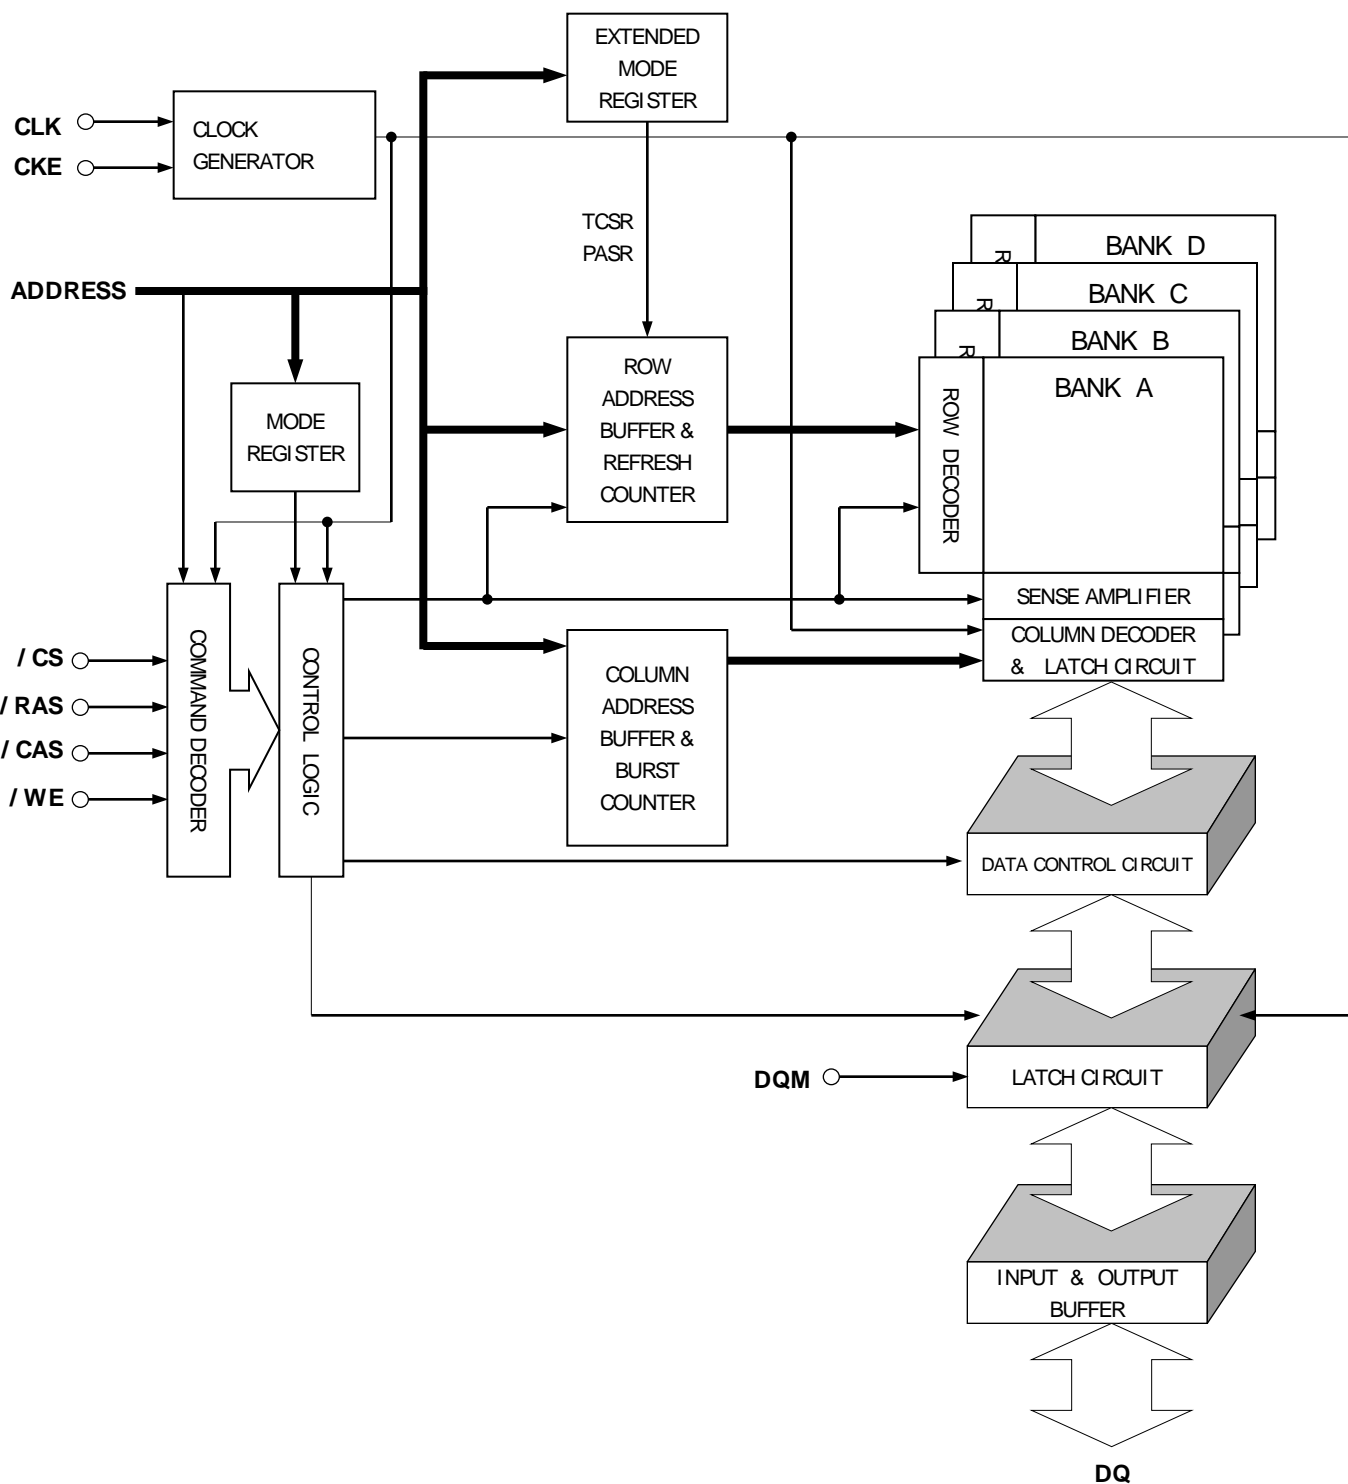 EXTENDED
MODE
REGISTER
CLK
CKE
CLOCK
GENERATOR
TCSR
PASR
ADDRESS
R
BANK D
R
BANK C
R
BANK B
BANK A
ROW DECODER
MODE
REGISTER
ROW
ADDRESS
BUFFER &
REFRESH
COUNTER
SENSE AMPLIFIER
COLUMN DECODER
& LATCH CIRCUIT
/ CS
/ RAS
/ CAS
/ WE
COMMAND DECODER
CONTROL LOGIC
COLUMN
ADDRESS
BUFFER &
BURST
COUNTER
DATA CONTROL CIRCUIT
DQM
LATCH CIRCUIT
INPUT & OUTPUT
BUFFER
DQ